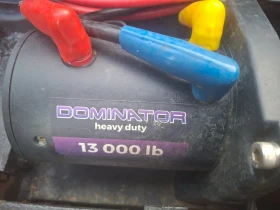 DOMINATOR
heavy duty
13 000 lb